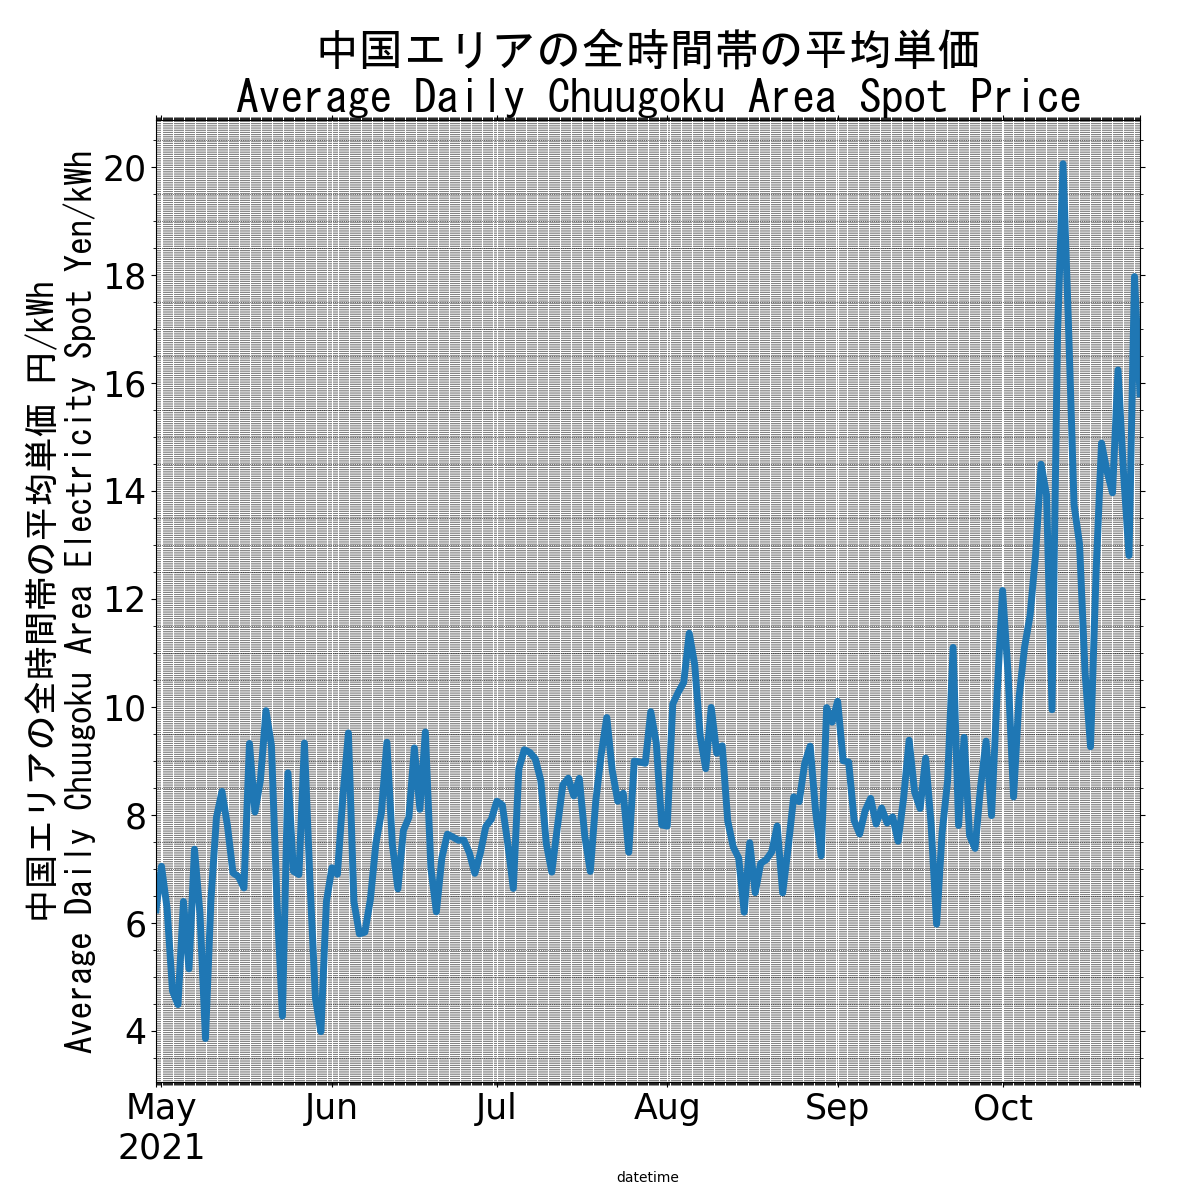 中国エリアの全時間帯の平均単価
Average Daily Chuugoku Area Spot Price
中国エリアの全時間帯の平均単価 円/kWh
Average Daily Chuugoku Area Electricity Spot Yen/kWh
20
18
16
14
12
10
8
6
4
May
2021
Jun
Jul
Aug
Sep
Oct
datetime